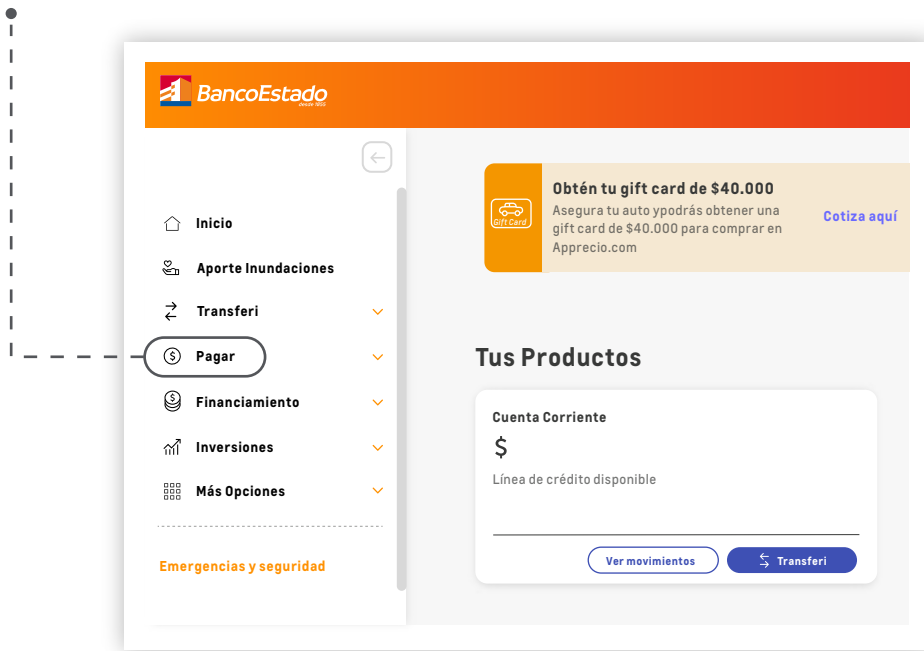 BancoEstado
desde 1855
Inicio
Aporte Inundaciones
Transferi
Pagar
Financiamiento
Inversiones
Más Opciones
Emergencias y seguridad
Gift Card
Obtén tu gift card de $40.000
Asegura tu auto ypodrás obtener una
gift card de $40.000 para comprar en
Apprecio.com
Cotiza aquí
Tus Productos
Cuenta Corriente
$
Línea de crédito disponible
Ver movimientos
Transferi